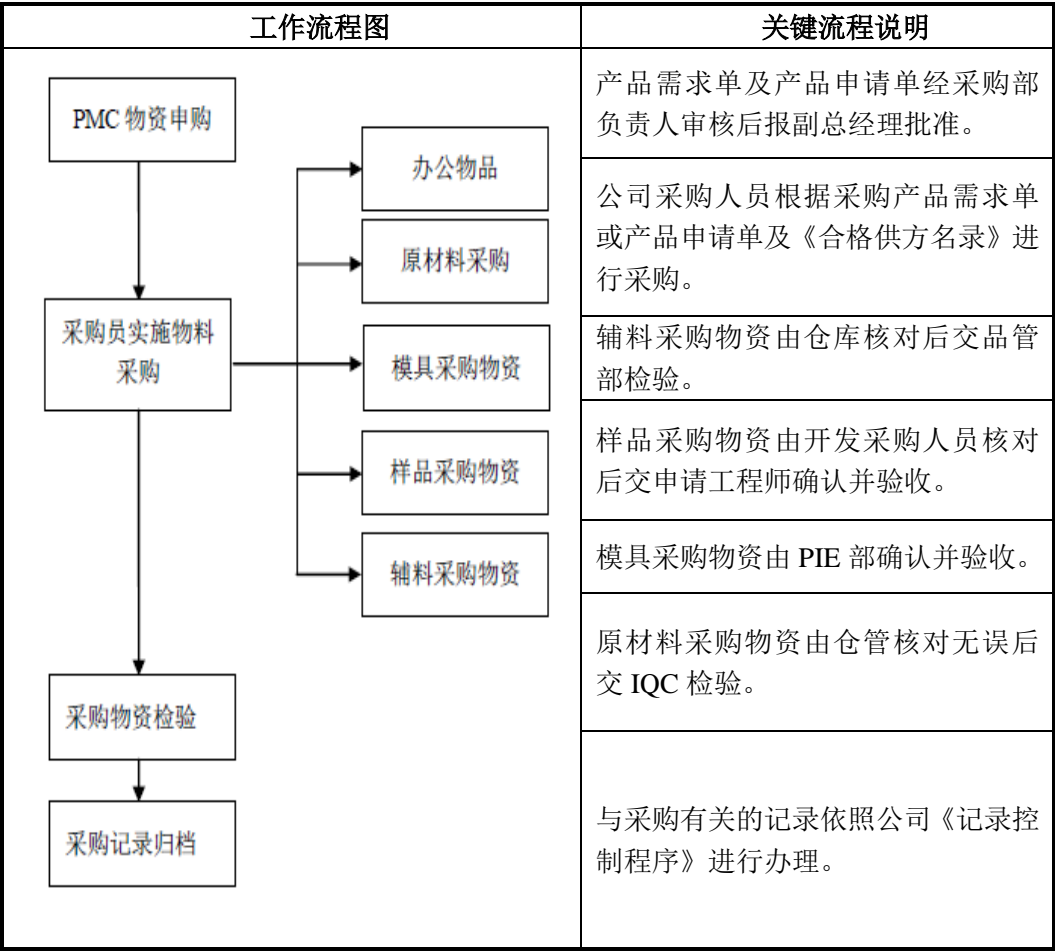 工作流程图
关键流程说明
PMC 物资申购
办公物品
原材料采购
采购员实施物料
采购
模具采购物资
样品采购物资
辅料采购物资
采购物资检验
采购记录归档
产品需求单及产品申请单经采购部
负责人审核后报副总经理批准。
公司采购人员根据采购产品需求单
或产品申请单及《合格供方名录》进
行采购。
辅料采购物资由仓库核对后交品管
部检验。
样品采购物资由开发采购人员核对
后交申请工程师确认并验收。
模具采购物资由 PIE 部确认并验收。
原材料采购物资由仓管核对无误后
交 IQC 检验。
与采购有关的记录依照公司《记录控
制程序》进行办理。